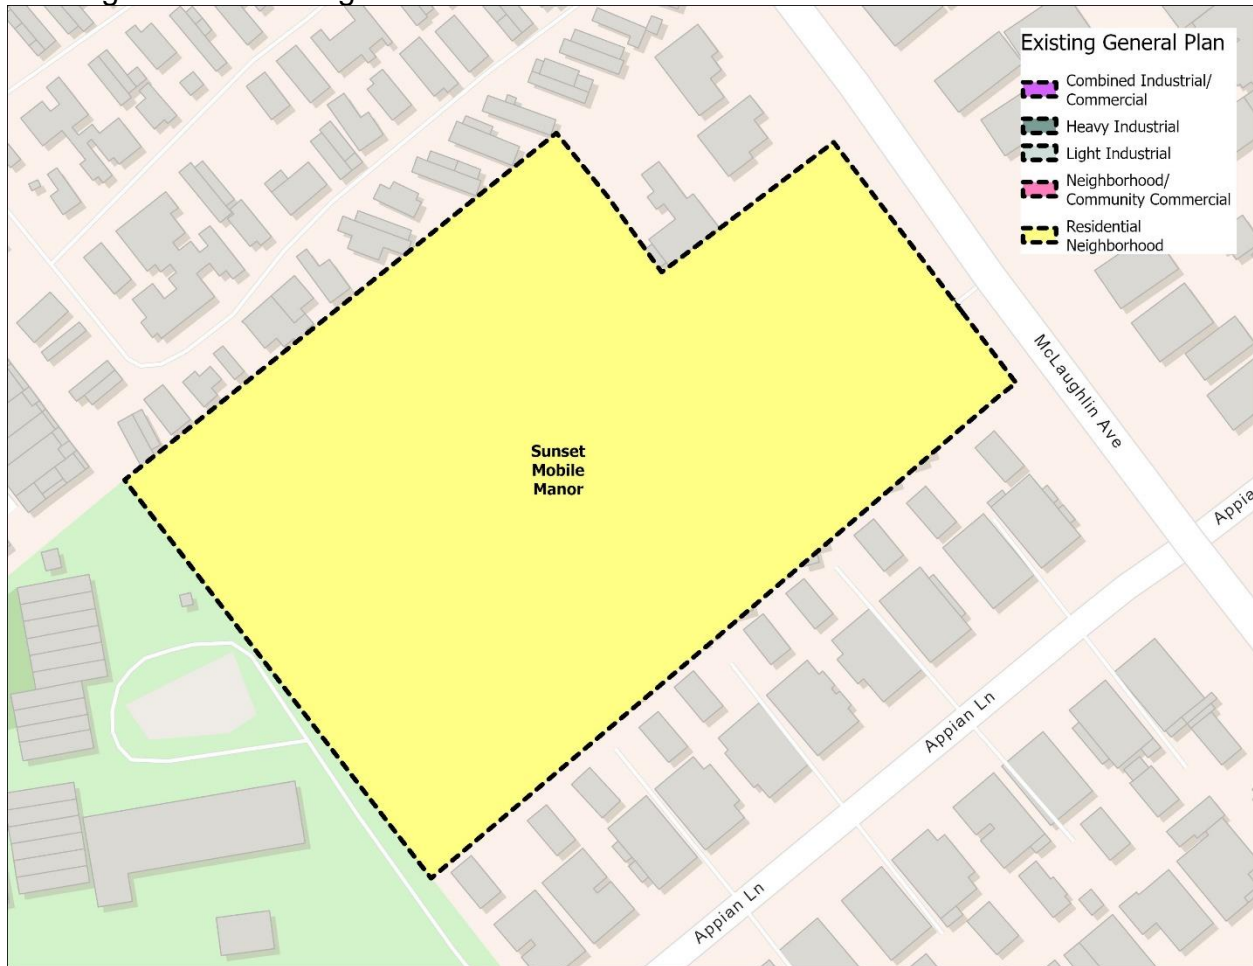 Existing General Plan
Combined Industrial/
Commercial
Heavy Industrial
Light Industrial
Neighborhood/
Community Commercial
Residential
Neighborhood
McLaughlin Ave
Sunset
Mobile
Manor
Appian Ln
Appian Ln